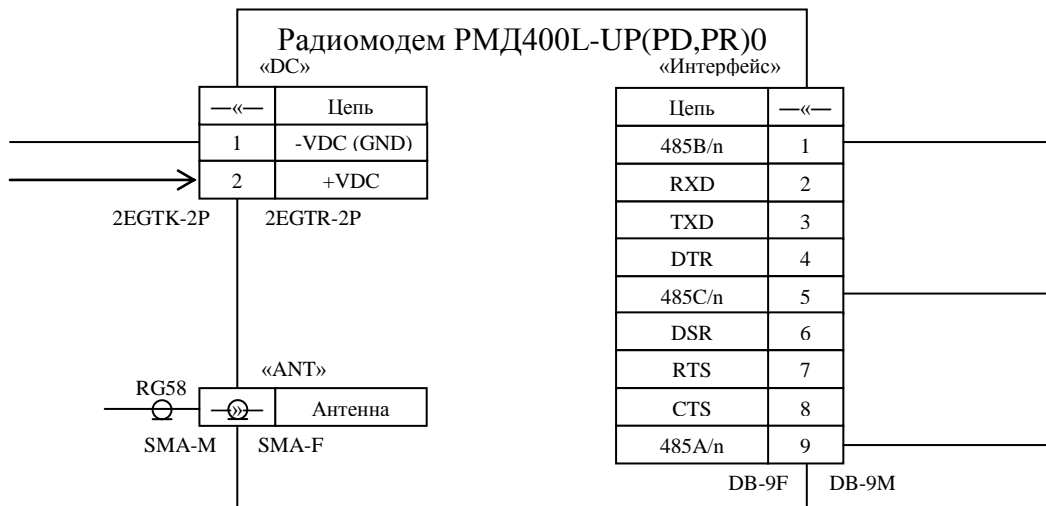 Радиомодем РМД400L-UP(PD,PR)0
«DC»
—«— Цепь
1 -VDC (GND)
2 +VDC
2EGTK-2P 2EGTR-2P
«ANT»
RG58
—»— Антенна
SMA-M SMA-F
«Интерфейс»
Цепь —«—
485B/n 1
RXD 2
TXD 3
DTR 4
485C/n 5
DSR 6
RTS 7
CTS 8
485A/n 9
DB-9F DB-9M